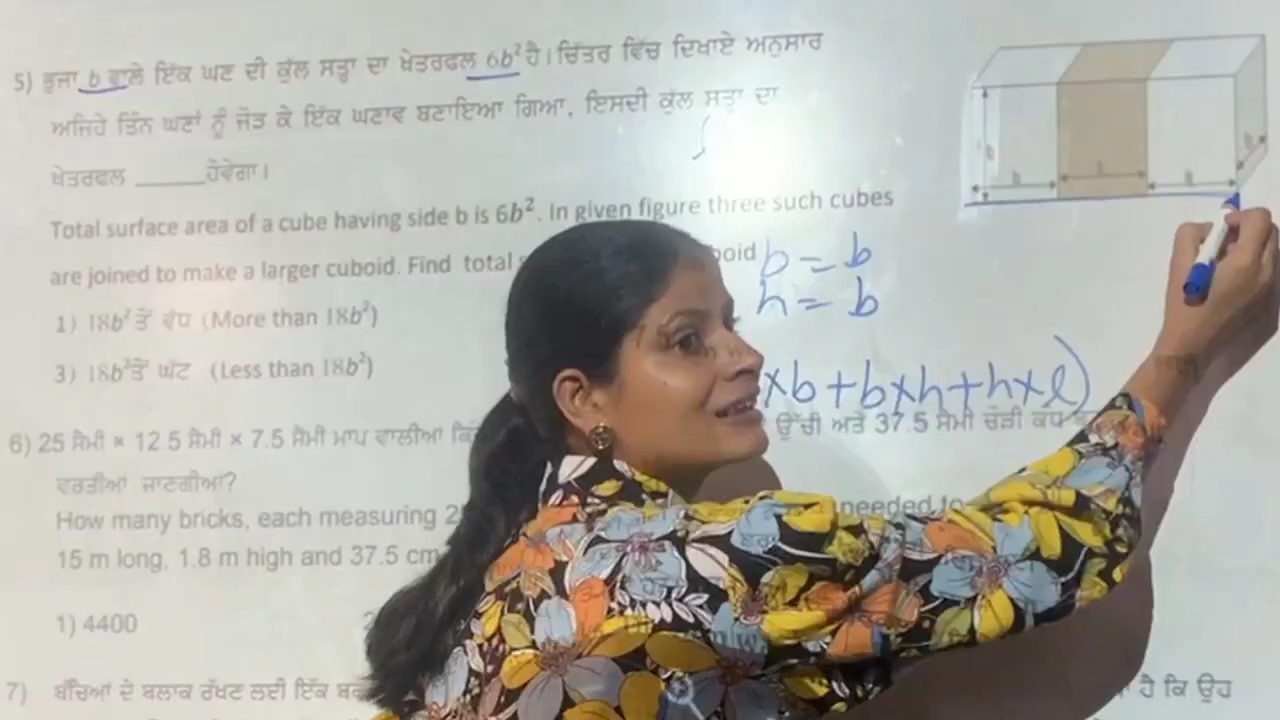 5) ਭੁਜਾ b ਵਾਲੇ ਇੱਕ ਘਣ ਦੀ ਕੁੱਲ ਸਤ੍ਹਾ ਦਾ ਖੇਤਰਫਲ 6b² ਹੈ। ਚਿੱਤਰ ਵਿੱਚ ਦਿਖਾਏ ਅਨੁਸਾਰ
ਅਜਿਹੇ ਤਿੰਨ ਘਣਾਂ ਨੂੰ ਜੋੜ ਕੇ ਇੱਕ ਘਣਾਵ ਬਣਾਇਆ ਗਿਆ, ਇਸਦੀ ਕੁੱਲ ਸਤ੍ਹਾ ਦਾ
ਖੇਤਰਫਲ ______ਹੋਵੇਗਾ।
b b b
Total surface area of a cube having side b is 6b². In given figure three such cubes
are joined to make a larger cuboid. Find total
b = b
h = b
1) 18b² ਤੋਂ ਵੱਧ (More than 18b²)
3) 18b² ਤੋਂ ਘੱਟ (Less than 18b²)
×b + b×h + h×l)
6) 25 ਸੈਮੀ × 12.5 ਸੈਮੀ × 7.5 ਸੈਮੀ ਮਾਪ ਵਾਲੀਆਂ ਉੱਚੀ ਅਤੇ 37.5 ਸੈਮੀ ਚੌੜੀ ਕੰਧ
ਵਰਤੀਆਂ ਜਾਣਗੀਆਂ?
How many bricks, each measuring needed to
15 m long, 1.8 m high and 37.5 cm
1) 4400
7) ਬੱਚਿਆਂ ਦੇ ਬਲਾਕ ਰੱਖਣ ਲਈ ਇੱਕ ਹੈ ਕਿ ਉਹ